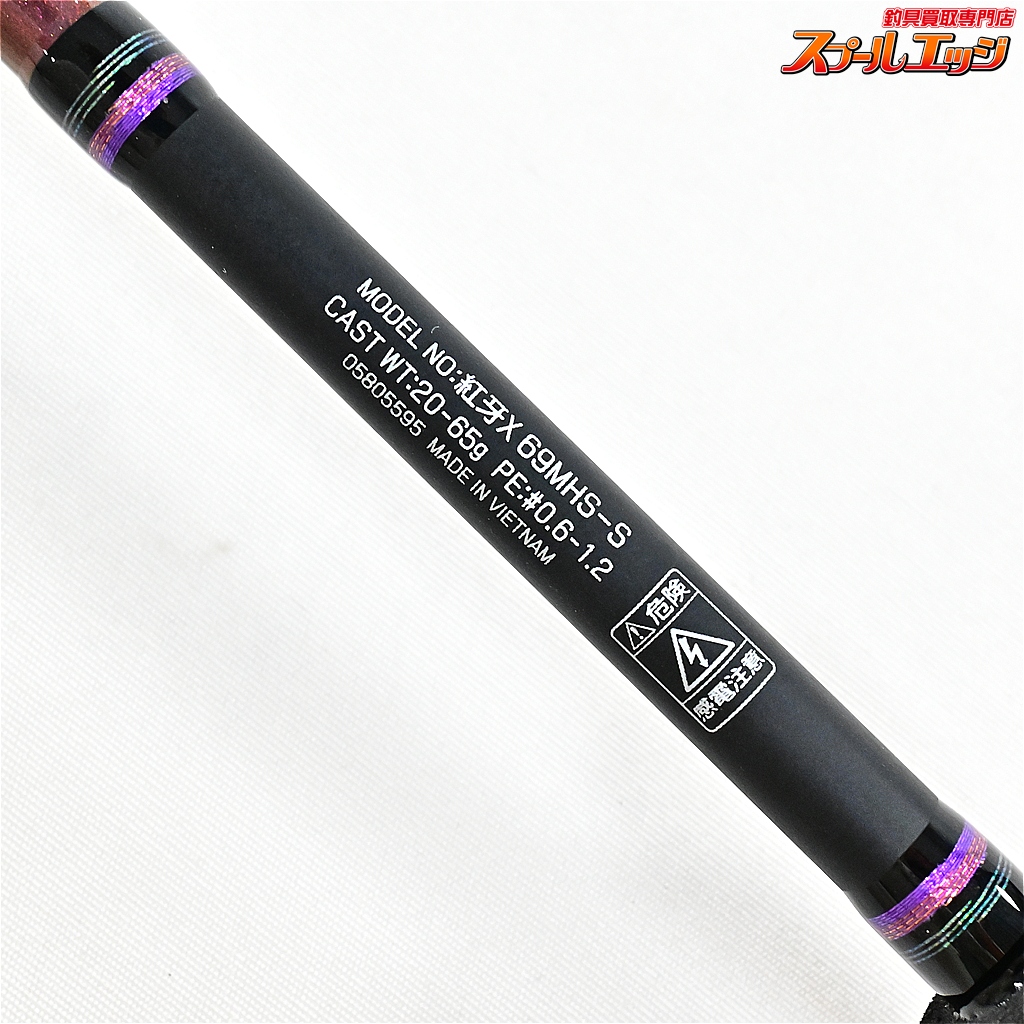 釣具買取専門店
スプールエッジ
MODEL NO:紅牙X 69MHS-S
CAST WT:20-65g PE:#0.6-1.2
05805595 MADE IN VIETNAM
危険
感電注意